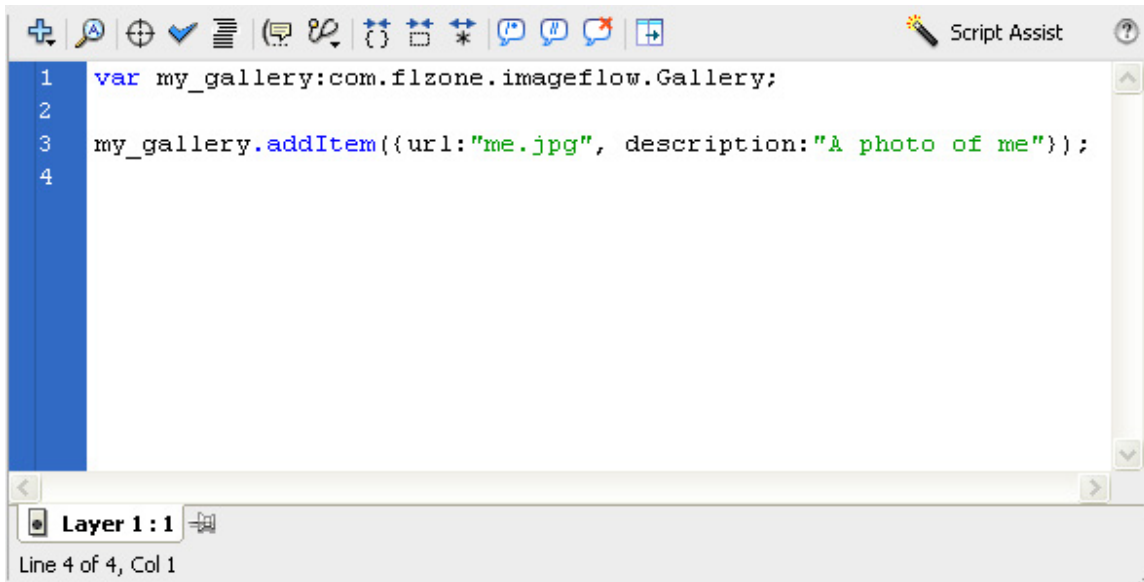 Script Assist
1 var my_gallery:com.flzone.imageflow.Gallery;
2
3 my_gallery.addItem({url:"me.jpg", description:"A photo of me"});
4
Layer 1 : 1
Line 4 of 4, Col 1